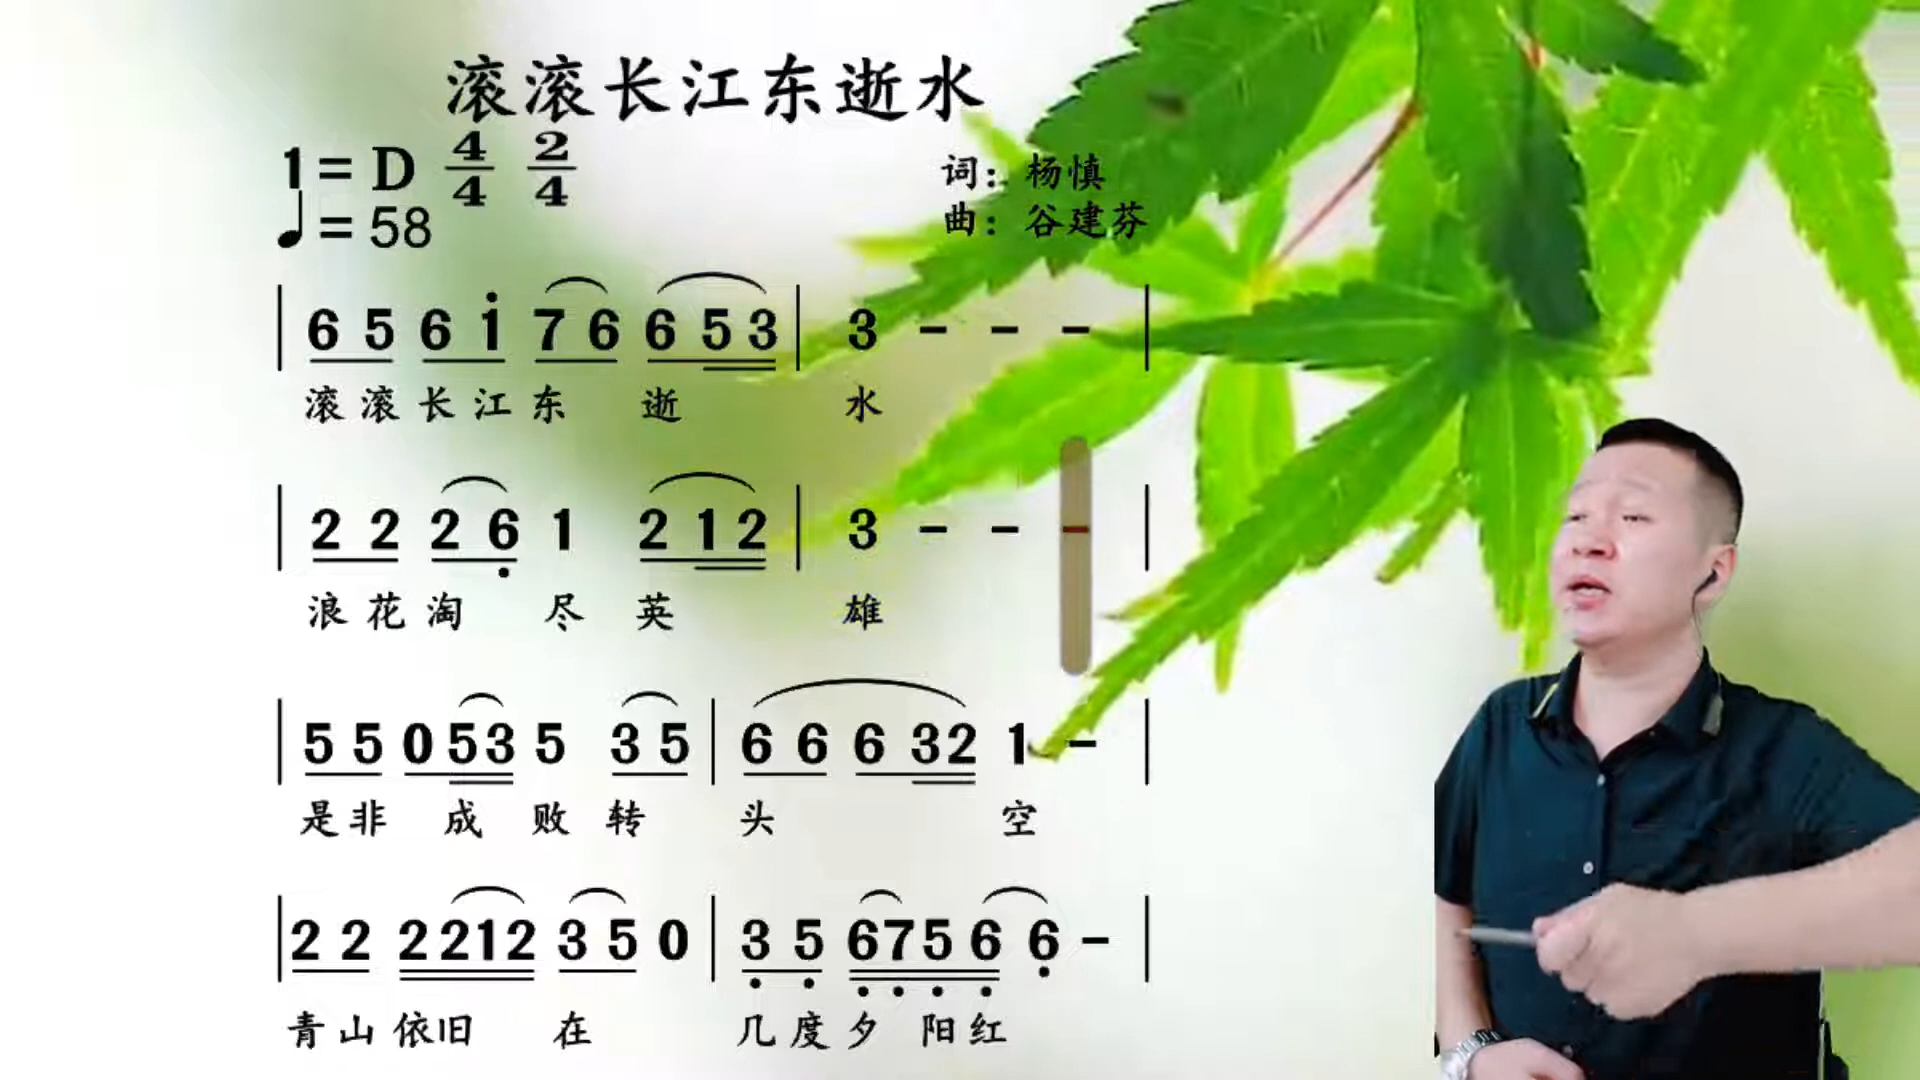 滚滚长江东逝水
1=D 4/4 2/4
♩=58
词：杨慎
曲：谷建芬
| 6 5 6 i 7 6 6 5 3 | 3 - - - |
滚滚长江东 逝 水
| 2 2 2 6̣ 1 2 1 2 | 3 - - - |
浪花淘 尽 英 雄
| 5 5 0 5 3 5 3 5 | 6 6 6 3 2 1 - |
是非 成 败 转 头 空
| 2 2 2 2 1 2 3 5 0 | 3̣ 5̣ 6̣ 7̣ 5̣ 6̣ 6̣ - |
青山依旧 在 几度夕 阳红